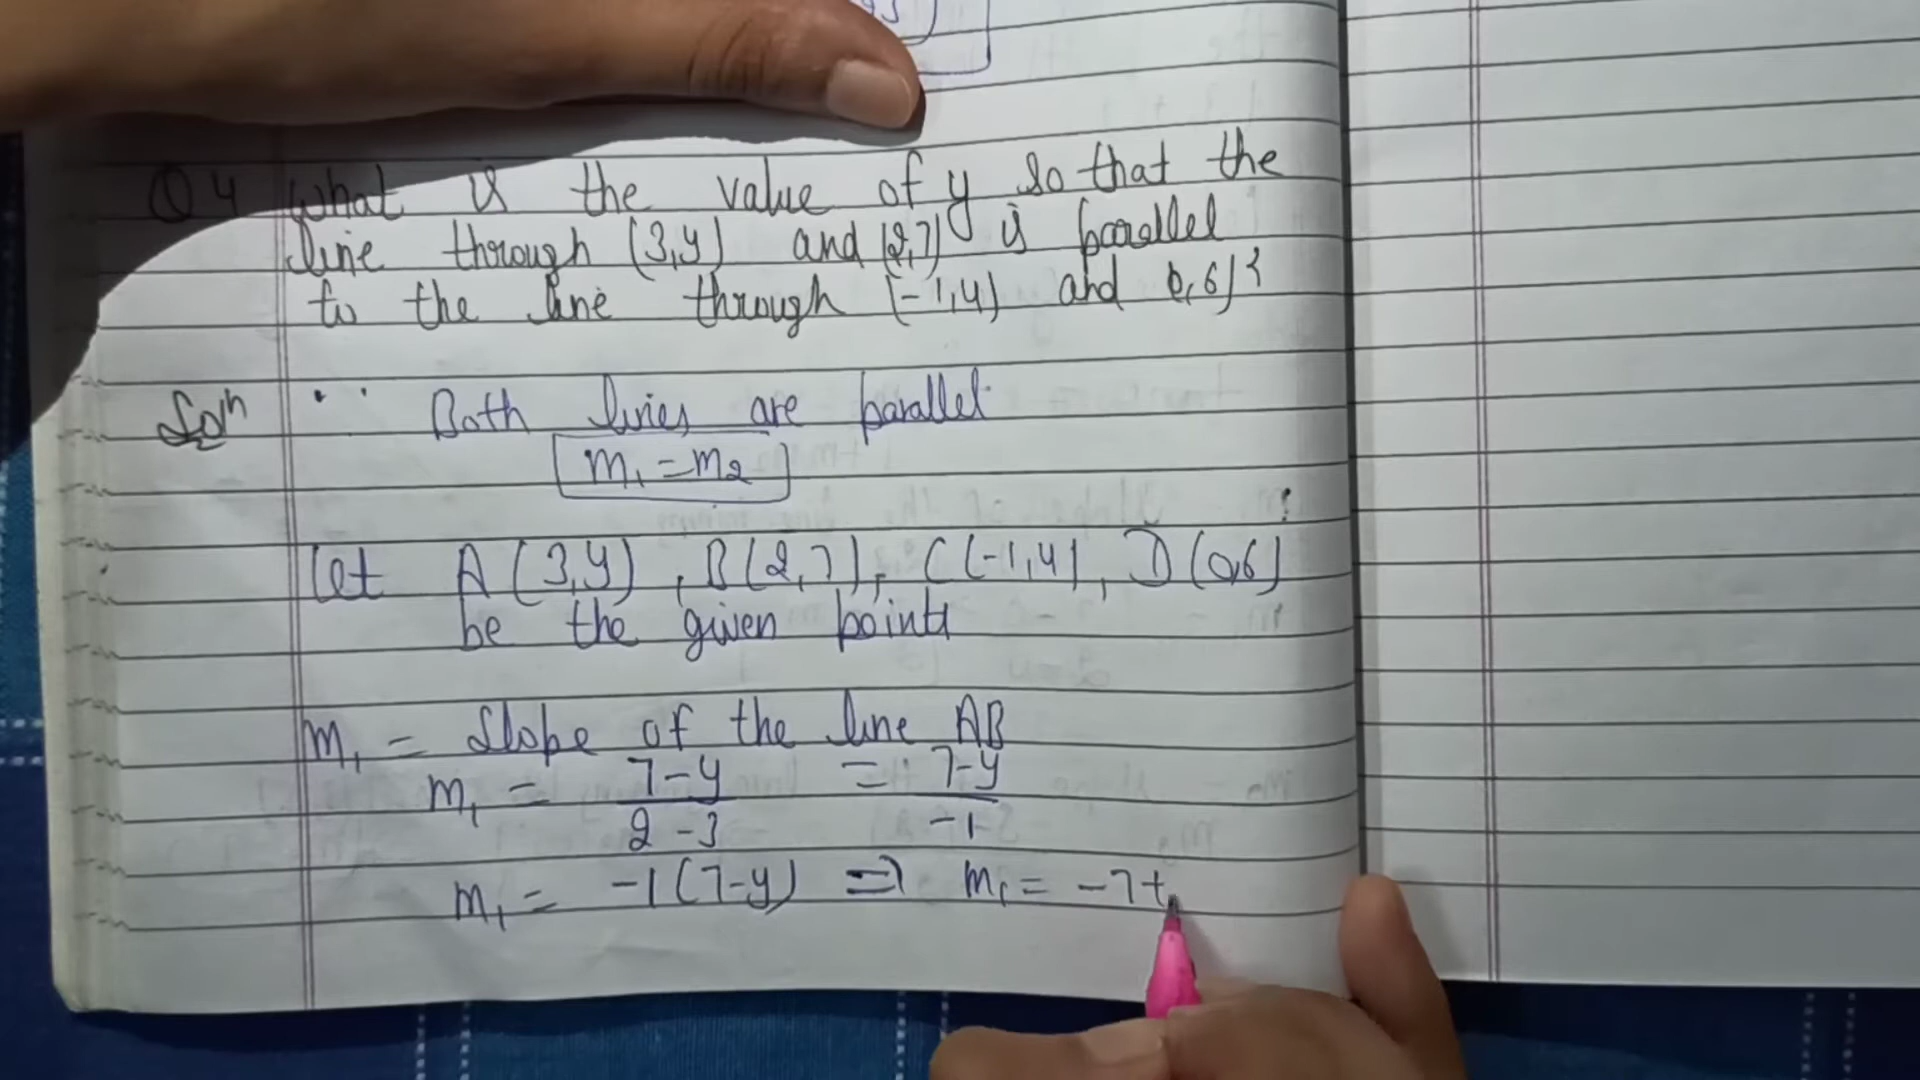 Q4 What is the value of y so that the
line through (3,y) and (2,7) is parallel
to the line through (-1,4) and (0,6)?
Soln ∵ Both lines are parallel
m₁ = m₂
Let A(3,y), B(2,7), C(-1,4), D(0,6)
be the given points
m₁ = Slope of the line AB
m₁ = 7-y / 2-3 = 7-y / -1
m₁ = -1(7-y) ⇒ m₁ = -7+